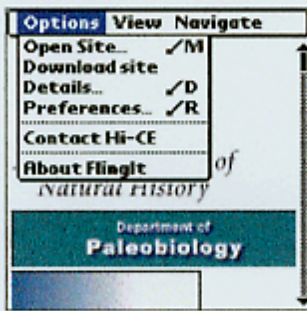 Options View Navigate
Open Site... ✓M
Download site
Details... ✓D
Preferences... ✓R
Contact Hi-CE
About FlingIt
of
Natural History
Department of
Paleobiology